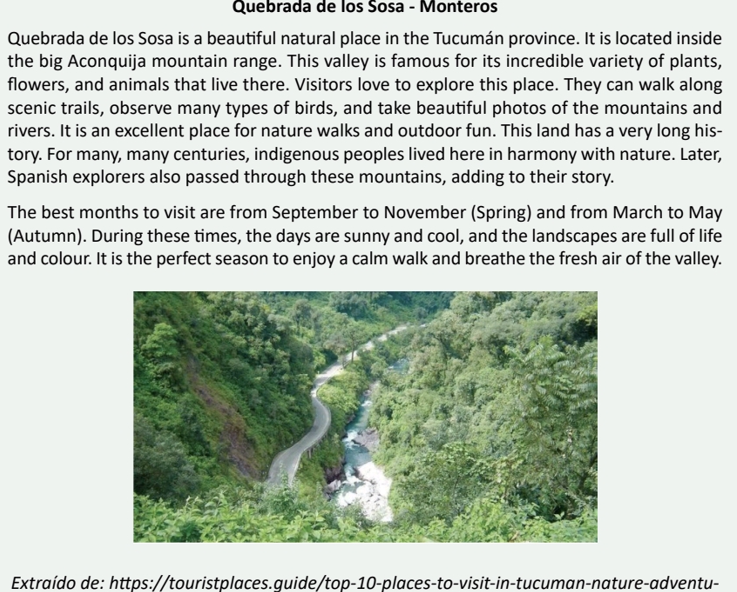 Quebrada de los Sosa - Monteros
Quebrada de los Sosa is a beautiful natural place in the Tucumán province. It is located inside
the big Aconquija mountain range. This valley is famous for its incredible variety of plants,
flowers, and animals that live there. Visitors love to explore this place. They can walk along
scenic trails, observe many types of birds, and take beautiful photos of the mountains and
rivers. It is an excellent place for nature walks and outdoor fun. This land has a very long his-
tory. For many, many centuries, indigenous peoples lived here in harmony with nature. Later,
Spanish explorers also passed through these mountains, adding to their story.
The best months to visit are from September to November (Spring) and from March to May
(Autumn). During these times, the days are sunny and cool, and the landscapes are full of life
and colour. It is the perfect season to enjoy a calm walk and breathe the fresh air of the valley.
Extraído de: https://touristplaces.guide/top-10-places-to-visit-in-tucuman-nature-adventu-